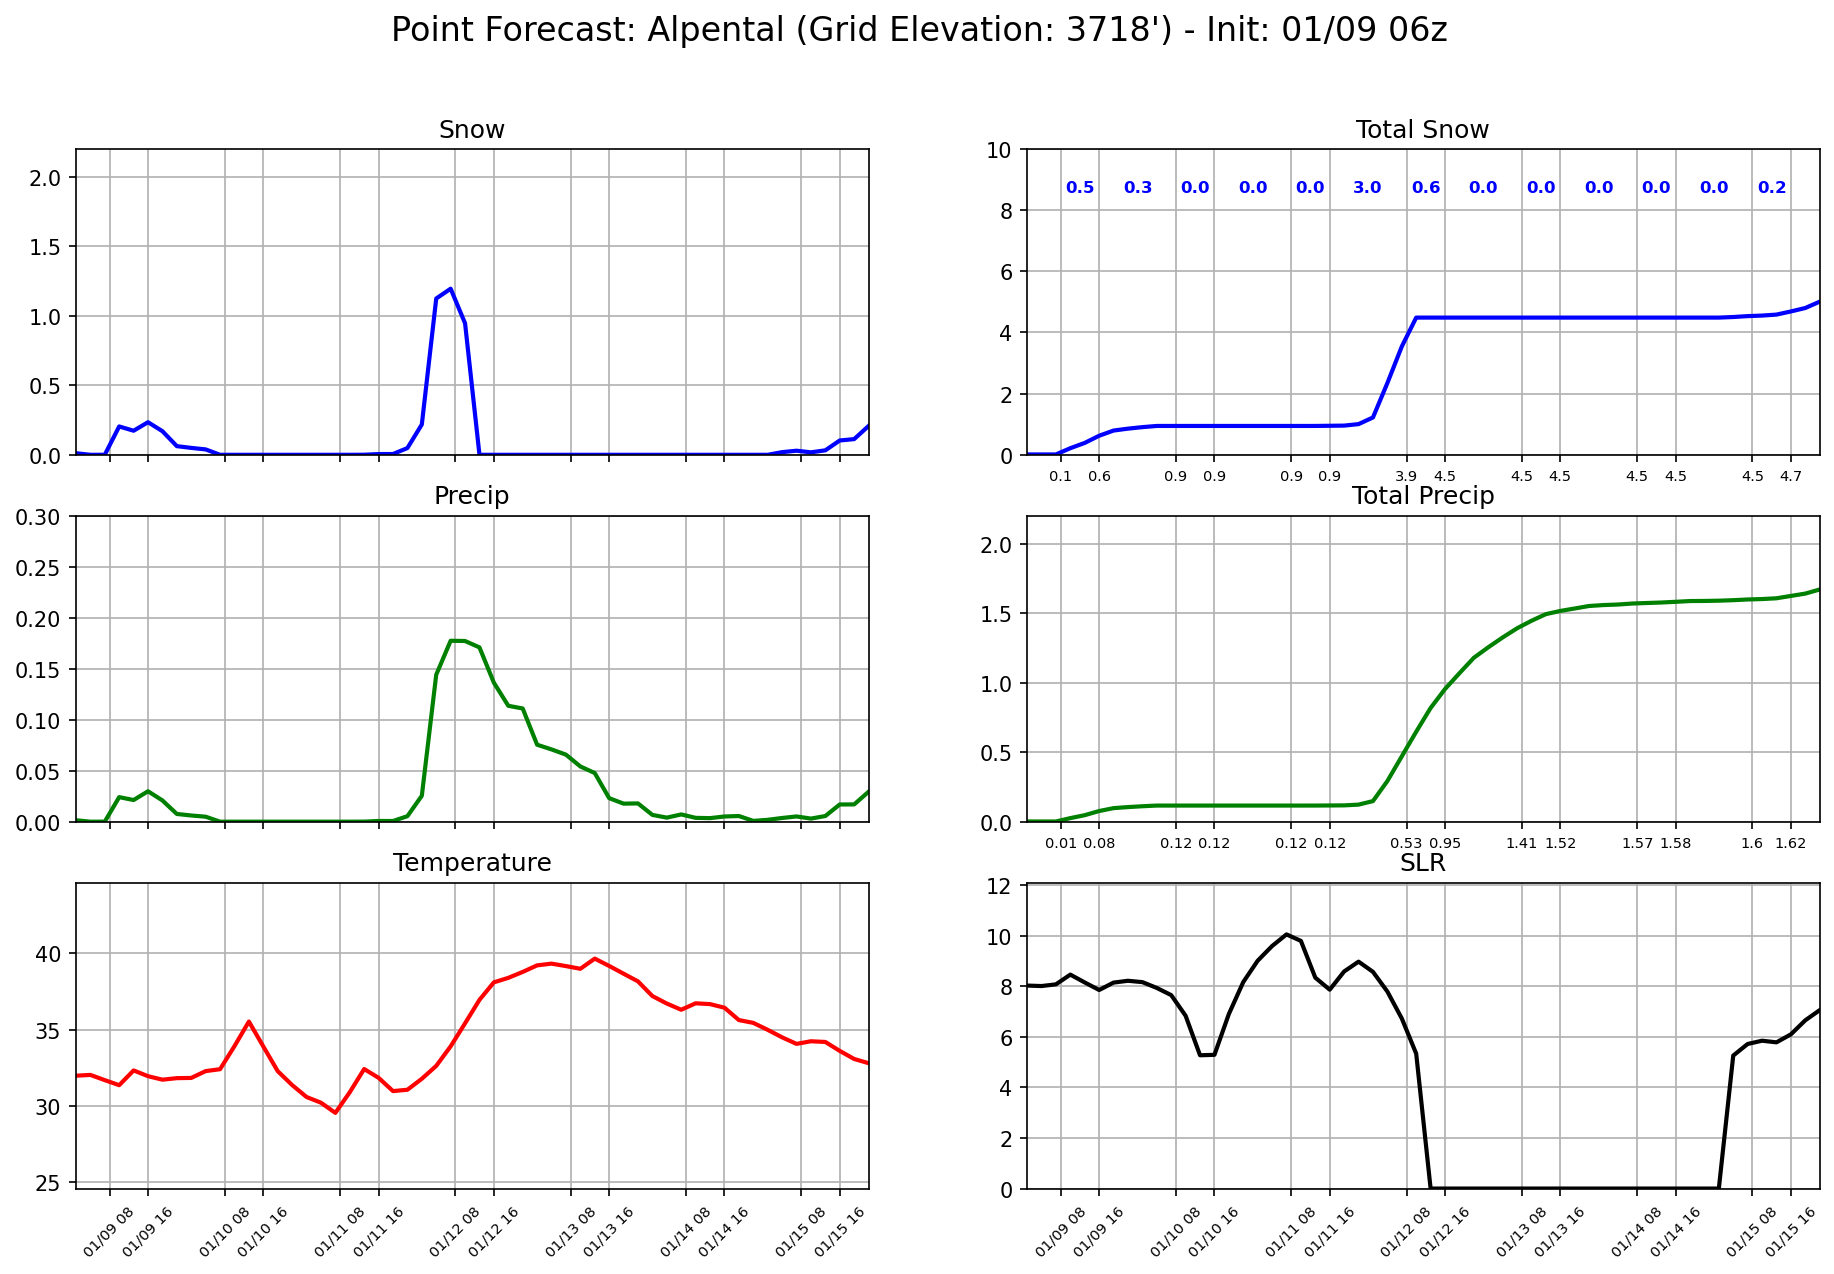 Point Forecast: Alpental (Grid Elevation: 3718') - Init: 01/09 06z
Snow
2.0
1.5
1.0
0.5
0.0
Total Snow
10
8
6
4
2
0
0.5 0.3 0.0 0.0 0.0 3.0 0.6 0.0 0.0 0.0 0.0 0.0 0.2
0.1 0.6 0.9 0.9 0.9 0.9 3.9 4.5 4.5 4.5 4.5 4.5 4.5 4.7
Precip
0.30
0.25
0.20
0.15
0.10
0.05
0.00
Total Precip
2.0
1.5
1.0
0.5
0.0
0.01 0.08 0.12 0.12 0.12 0.12 0.53 0.95 1.41 1.52 1.57 1.58 1.6 1.62
Temperature
40
35
30
25
01/09 08 01/09 16 01/10 08 01/10 16 01/11 08 01/11 16 01/12 08 01/12 16 01/13 08 01/13 16 01/14 08 01/14 16 01/15 08 01/15 16
SLR
12
10
8
6
4
2
0
01/09 08 01/09 16 01/10 08 01/10 16 01/11 08 01/11 16 01/12 08 01/12 16 01/13 08 01/13 16 01/14 08 01/14 16 01/15 08 01/15 16